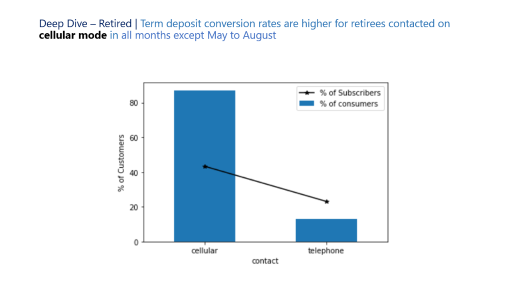 Deep Dive – Retired | Term deposit conversion rates are higher for retirees contacted on
cellular mode in all months except May to August
% of Subscribers
% of consumers
80
60
40
20
0
% of Customers
cellular
telephone
contact